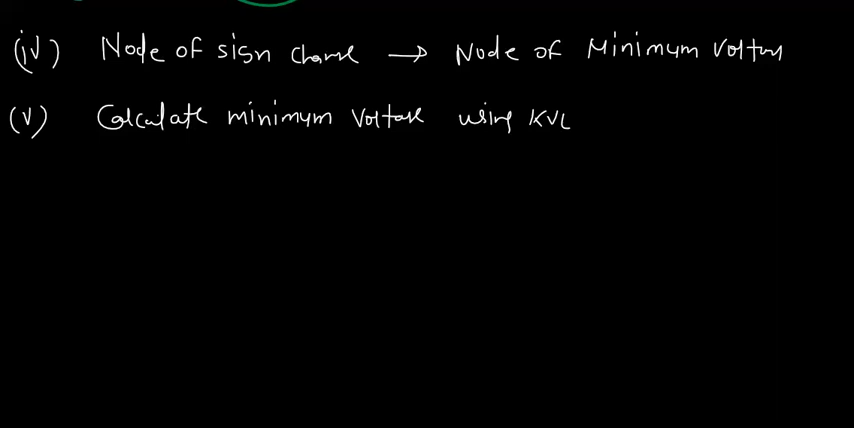 (iv) Node of sign change → Node of Minimum Voltage
(v) Calculate minimum Voltage using KVL